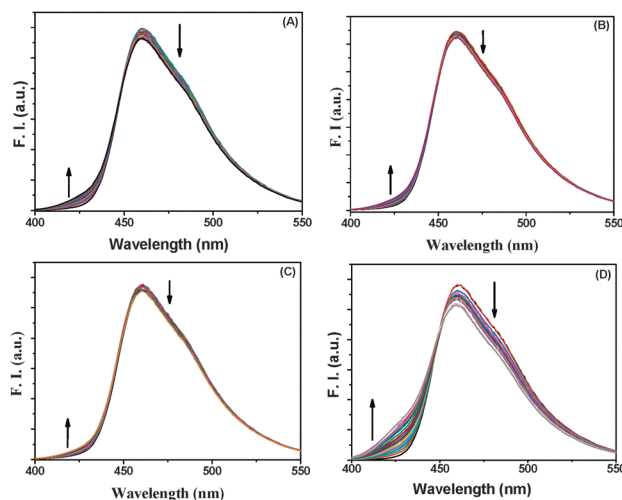 (A)
F. I. (a.u.)
400 450 500 550
Wavelength (nm)
(B)
F. I (a.u.)
400 450 500 550
Wavelength (nm)
(C)
F. I. (a.u.)
400 450 500 550
Wavelength (nm)
(D)
F. I. (a.u.)
400 450 500 550
Wavelength (nm)